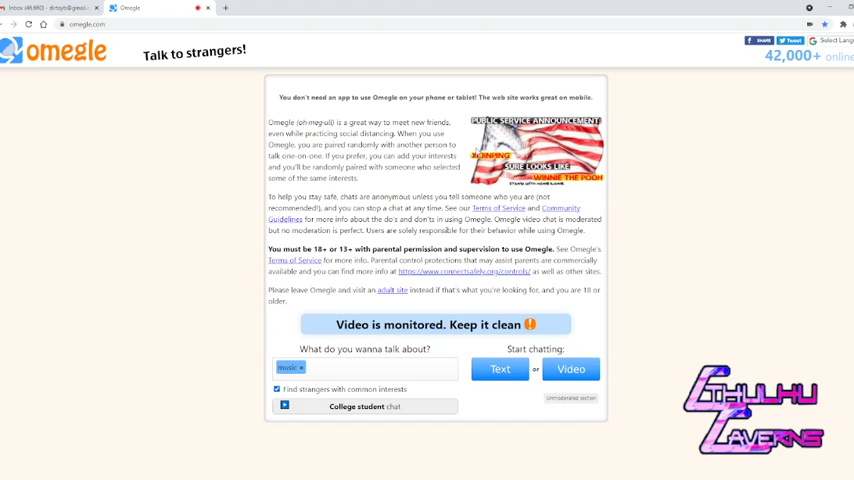 Inbox (46,660) - dirtayb@gmail.c
Omegle
omegle.com
omegle
Talk to strangers!
SHARE
Tweet
Select Lang
42,000+ online
You don't need an app to use Omegle on your phone or tablet! The web site works great on mobile.
Omegle (oh·meg·ull) is a great way to meet new friends,
even while practicing social distancing. When you use
Omegle, you are paired randomly with another person to
talk one-on-one. If you prefer, you can add your interests
and you'll be randomly paired with someone who selected
some of the same interests.
PUBLIC SERVICE ANNOUNCEMENT:
XI JINPING
SURE LOOKS LIKE
WINNIE THE POOH
To help you stay safe, chats are anonymous unless you tell someone who you are (not
recommended!), and you can stop a chat at any time. See our Terms of Service and Community
Guidelines for more info about the do's and don'ts in using Omegle. Omegle video chat is moderated
but no moderation is perfect. Users are solely responsible for their behavior while using Omegle.
You must be 18+ or 13+ with parental permission and supervision to use Omegle. See Omegle's
Terms of Service for more info. Parental control protections that may assist parents are commercially
available and you can find more info at https://www.connectsafely.org/controls/ as well as other sites.
Please leave Omegle and visit an adult site instead if that's what you're looking for, and you are 18 or
older.
Video is monitored. Keep it clean
What do you wanna talk about?
Start chatting:
music ×
Text or Video
Find strangers with common interests
Unmoderated section
College student chat
CTHULHU
TAVERNS